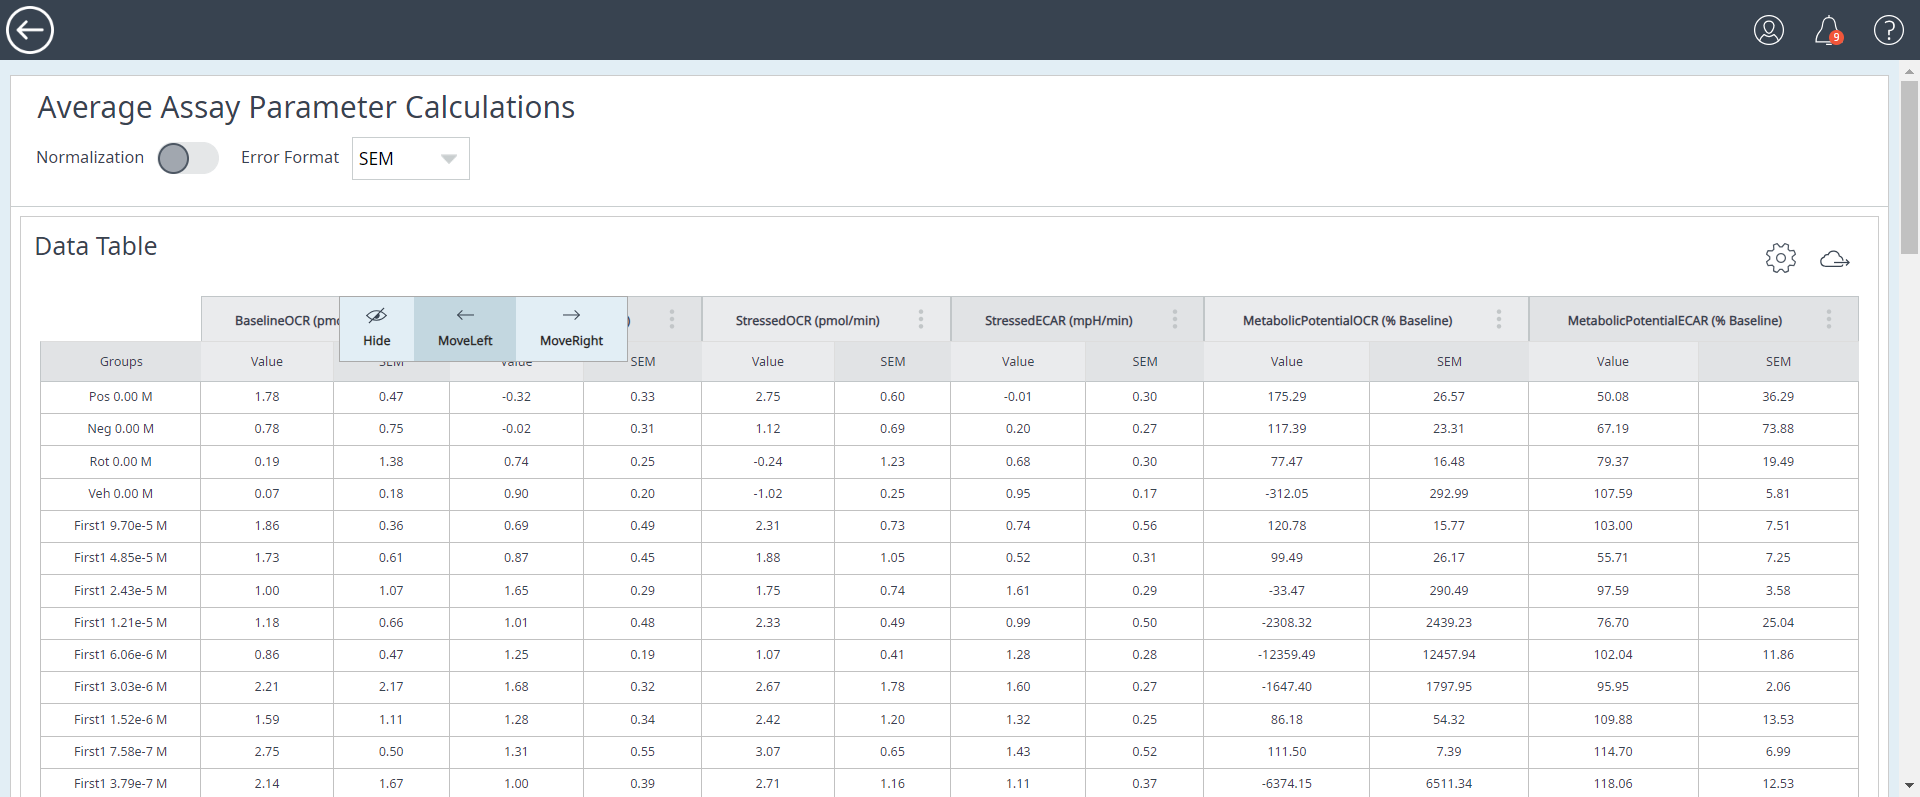 9
Average Assay Parameter Calculations
Normalization Error Format SEM
Data Table
BaselineOCR (pmo Hide MoveLeft MoveRight ) StressedOCR (pmol/min) StressedECAR (mpH/min) MetabolicPotentialOCR (% Baseline) MetabolicPotentialECAR (% Baseline)
Groups Value SEM Value SEM Value SEM Value SEM Value SEM Value SEM
Pos 0.00 M 1.78 0.47 -0.32 0.33 2.75 0.60 -0.01 0.30 175.29 26.57 50.08 36.29
Neg 0.00 M 0.78 0.75 -0.02 0.31 1.12 0.69 0.20 0.27 117.39 23.31 67.19 73.88
Rot 0.00 M 0.19 1.38 0.74 0.25 -0.24 1.23 0.68 0.30 77.47 16.48 79.37 19.49
Veh 0.00 M 0.07 0.18 0.90 0.20 -1.02 0.25 0.95 0.17 -312.05 292.99 107.59 5.81
First1 9.70e-5 M 1.86 0.36 0.69 0.49 2.31 0.73 0.74 0.56 120.78 15.77 103.00 7.51
First1 4.85e-5 M 1.73 0.61 0.87 0.45 1.88 1.05 0.52 0.31 99.49 26.17 55.71 7.25
First1 2.43e-5 M 1.00 1.07 1.65 0.29 1.75 0.74 1.61 0.29 -33.47 290.49 97.59 3.58
First1 1.21e-5 M 1.18 0.66 1.01 0.48 2.33 0.49 0.99 0.50 -2308.32 2439.23 76.70 25.04
First1 6.06e-6 M 0.86 0.47 1.25 0.19 1.07 0.41 1.28 0.28 -12359.49 12457.94 102.04 11.86
First1 3.03e-6 M 2.21 2.17 1.68 0.32 2.67 1.78 1.60 0.27 -1647.40 1797.95 95.95 2.06
First1 1.52e-6 M 1.59 1.11 1.28 0.34 2.42 1.20 1.32 0.25 86.18 54.32 109.88 13.53
First1 7.58e-7 M 2.75 0.50 1.31 0.55 3.07 0.65 1.43 0.52 111.50 7.39 114.70 6.99
First1 3.79e-7 M 2.14 1.67 1.00 0.39 2.71 1.16 1.11 0.37 -6374.15 6511.34 118.06 12.53